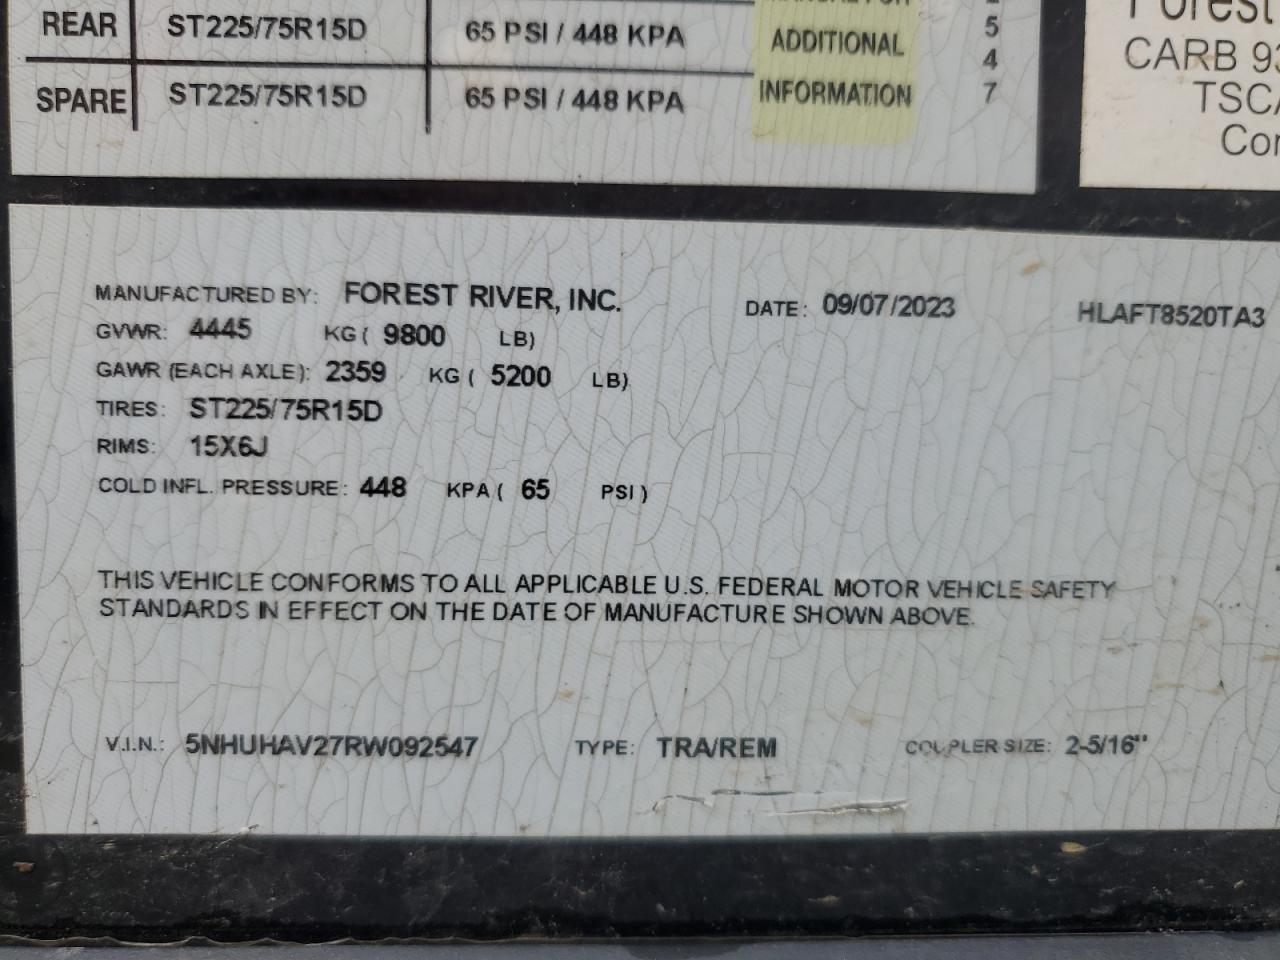 REAR ST225/75R15D 65 PSI / 448 KPA ADDITIONAL 5
4
SPARE ST225/75R15D 65 PSI / 448 KPA INFORMATION 7
Forest
CARB 93
TSCA
Con
MANUFACTURED BY: FOREST RIVER, INC. DATE: 09/07/2023 HLAFT8520TA3
GVWR: 4445 KG ( 9800 LB)
GAWR (EACH AXLE): 2359 KG ( 5200 LB)
TIRES: ST225/75R15D
RIMS: 15X6J
COLD INFL. PRESSURE: 448 KPA ( 65 PSI )
THIS VEHICLE CONFORMS TO ALL APPLICABLE U.S. FEDERAL MOTOR VEHICLE SAFETY
STANDARDS IN EFFECT ON THE DATE OF MANUFACTURE SHOWN ABOVE.
V.I.N.: 5NHUHAV27RW092547 TYPE: TRA/REM COUPLER SIZE: 2-5/16"